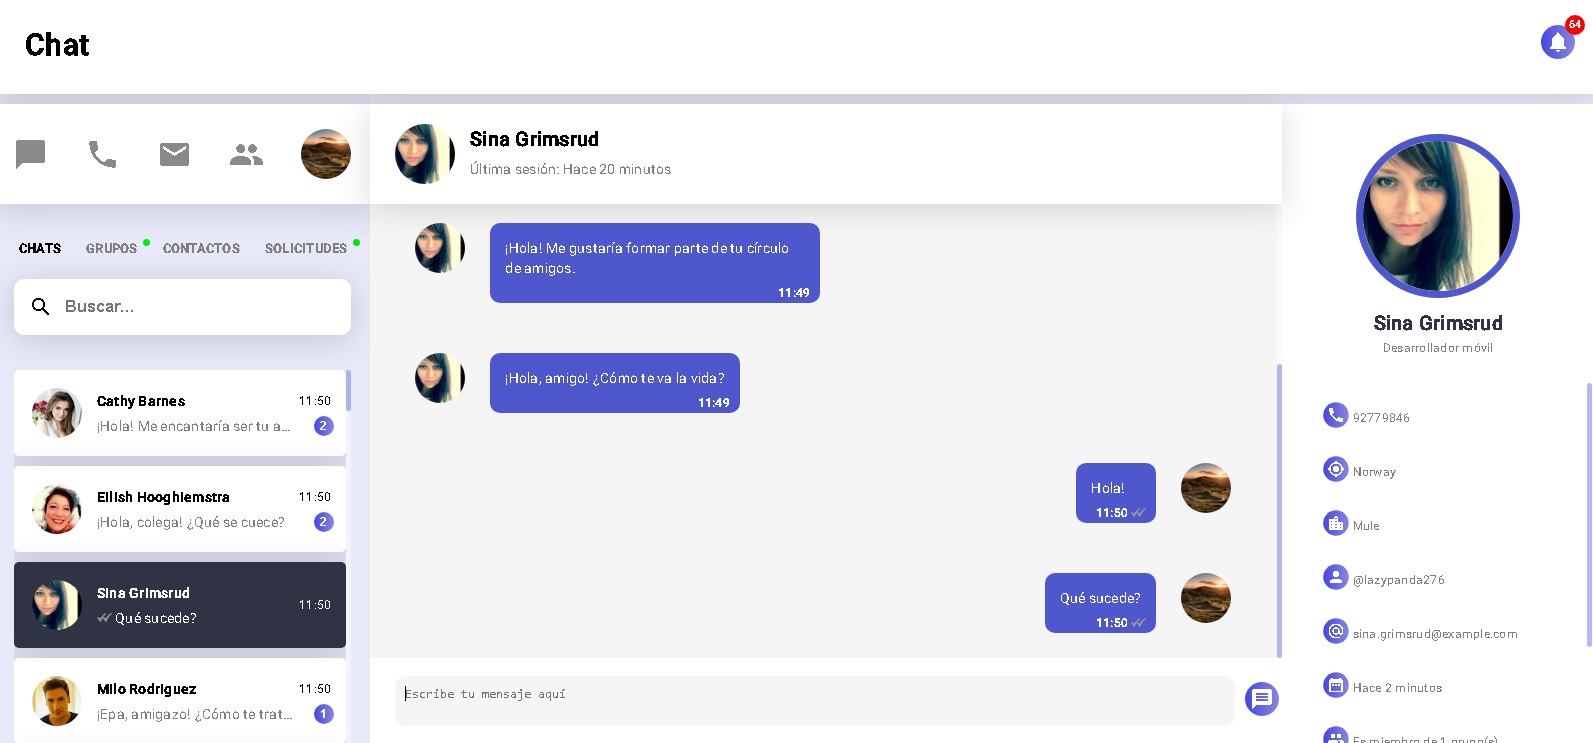 Chat
64
Sina Grimsrud
Última sesión: Hace 20 minutos
CHATS GRUPOS CONTACTOS SOLICITUDES
Buscar...
Cathy Barnes 11:50
¡Hola! Me encantaría ser tu a... 2
Eilish Hooghiemstra 11:50
¡Hola, colega! ¿Qué se cuece? 2
Sina Grimsrud
11:50
Qué sucede?
Milo Rodriguez 11:50
¡Epa, amigazo! ¿Cómo te trat... 1
¡Hola! Me gustaría formar parte de tu círculo
de amigos.
11:49
¡Hola, amigo! ¿Cómo te va la vida?
11:49
Hola!
11:50
Qué sucede?
11:50
Escribe tu mensaje aquí
Sina Grimsrud
Desarrollador móvil
92779846
Norway
Mule
@lazypanda276
sina.grimsrud@example.com
Hace 2 minutos
Es miembro de 1 grupo(s)